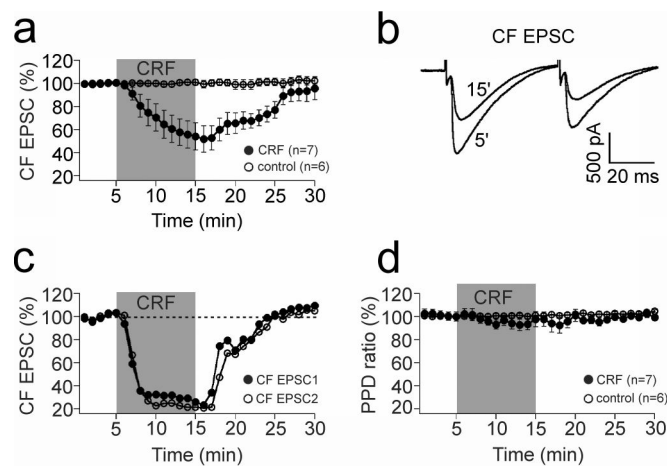 a
CRF
CF EPSC (%)
120
100
80
60
40
20
CRF (n=7)
control (n=6)
5 10 15 20 25 30
Time (min)
b
CF EPSC
15'
5'
500 pA
20 ms
c
CRF
CF EPSC (%)
120
100
80
60
40
20
CF EPSC1
CF EPSC2
5 10 15 20 25 30
Time (min)
d
CRF
PPD ratio (%)
120
100
80
60
40
20
CRF (n=7)
control (n=6)
5 10 15 20 25 30
Time (min)